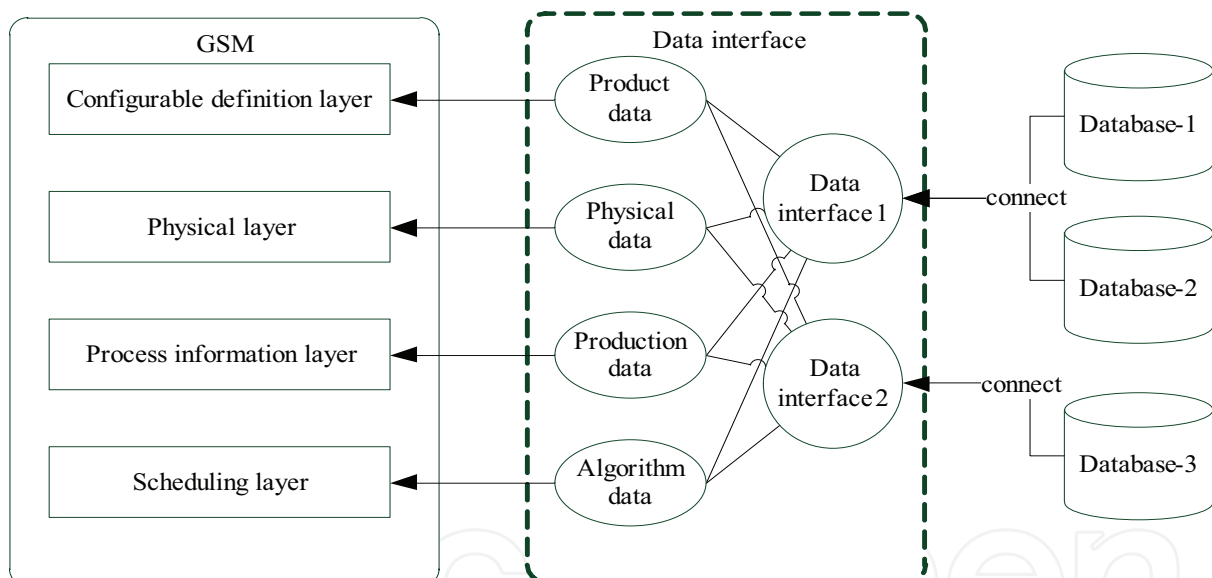 GSM
Configurable definition layer
Physical layer
Process information layer
Scheduling layer
Data interface
Product
data
Physical
data
Production
data
Algorithm
data
Data
interface 1
Data
interface 2
connect
connect
Database-1
Database-2
Database-3